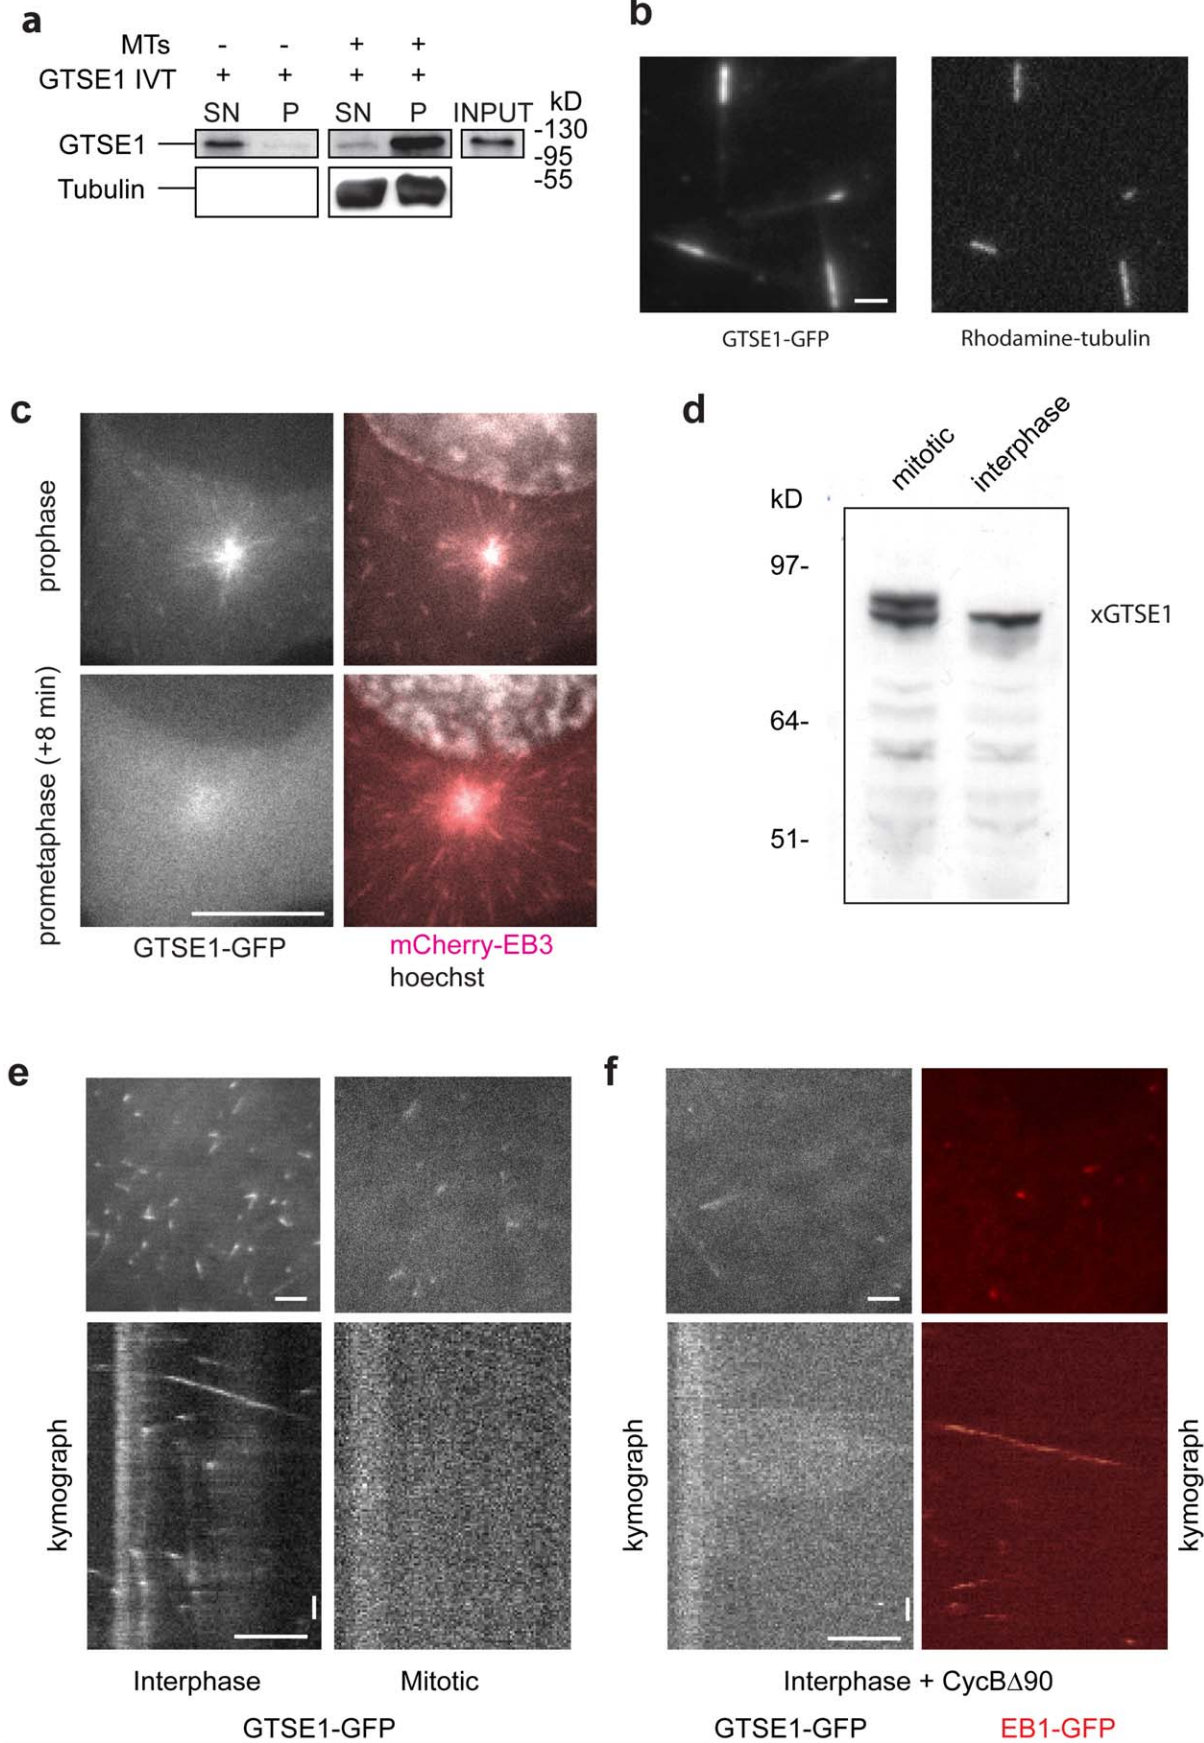 a
MTs - - + +
GTSE1 IVT + + + +
SN P SN P INPUT kD
GTSE1 -130
-95
Tubulin -55
b
GTSE1-GFP Rhodamine-tubulin
c
prophase
prometaphase (+8 min)
GTSE1-GFP mCherry-EB3
hoechst
d
mitotic interphase
kD
97-
xGTSE1
64-
51-
e
kymograph
Interphase Mitotic
GTSE1-GFP
f
kymograph kymograph
Interphase + CycBΔ90
GTSE1-GFP EB1-GFP